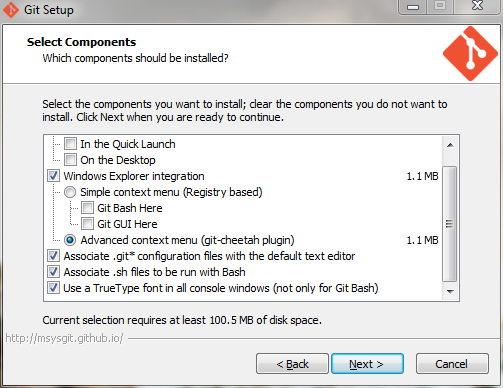 Git Setup
Select Components
Which components should be installed?
Select the components you want to install; clear the components you do not want to
install. Click Next when you are ready to continue.
In the Quick Launch
On the Desktop
Windows Explorer integration 1.1 MB
Simple context menu (Registry based)
Git Bash Here
Git GUI Here
Advanced context menu (git-cheetah plugin) 1.1 MB
Associate .git* configuration files with the default text editor
Associate .sh files to be run with Bash
Use a TrueType font in all console windows (not only for Git Bash)
Current selection requires at least 100.5 MB of disk space.
http://msysgit.github.io/
< Back Next > Cancel